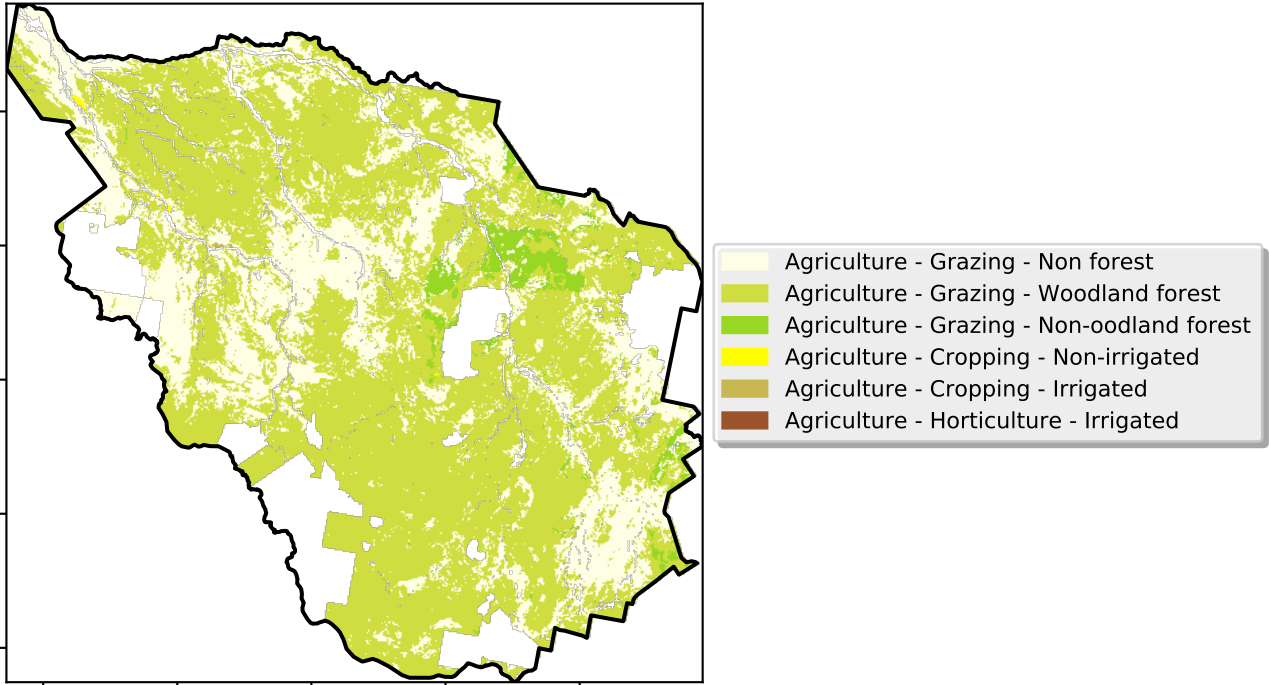 Agriculture - Grazing - Non forest
Agriculture - Grazing - Woodland forest
Agriculture - Grazing - Non-oodland forest
Agriculture - Cropping - Non-irrigated
Agriculture - Cropping - Irrigated
Agriculture - Horticulture - Irrigated